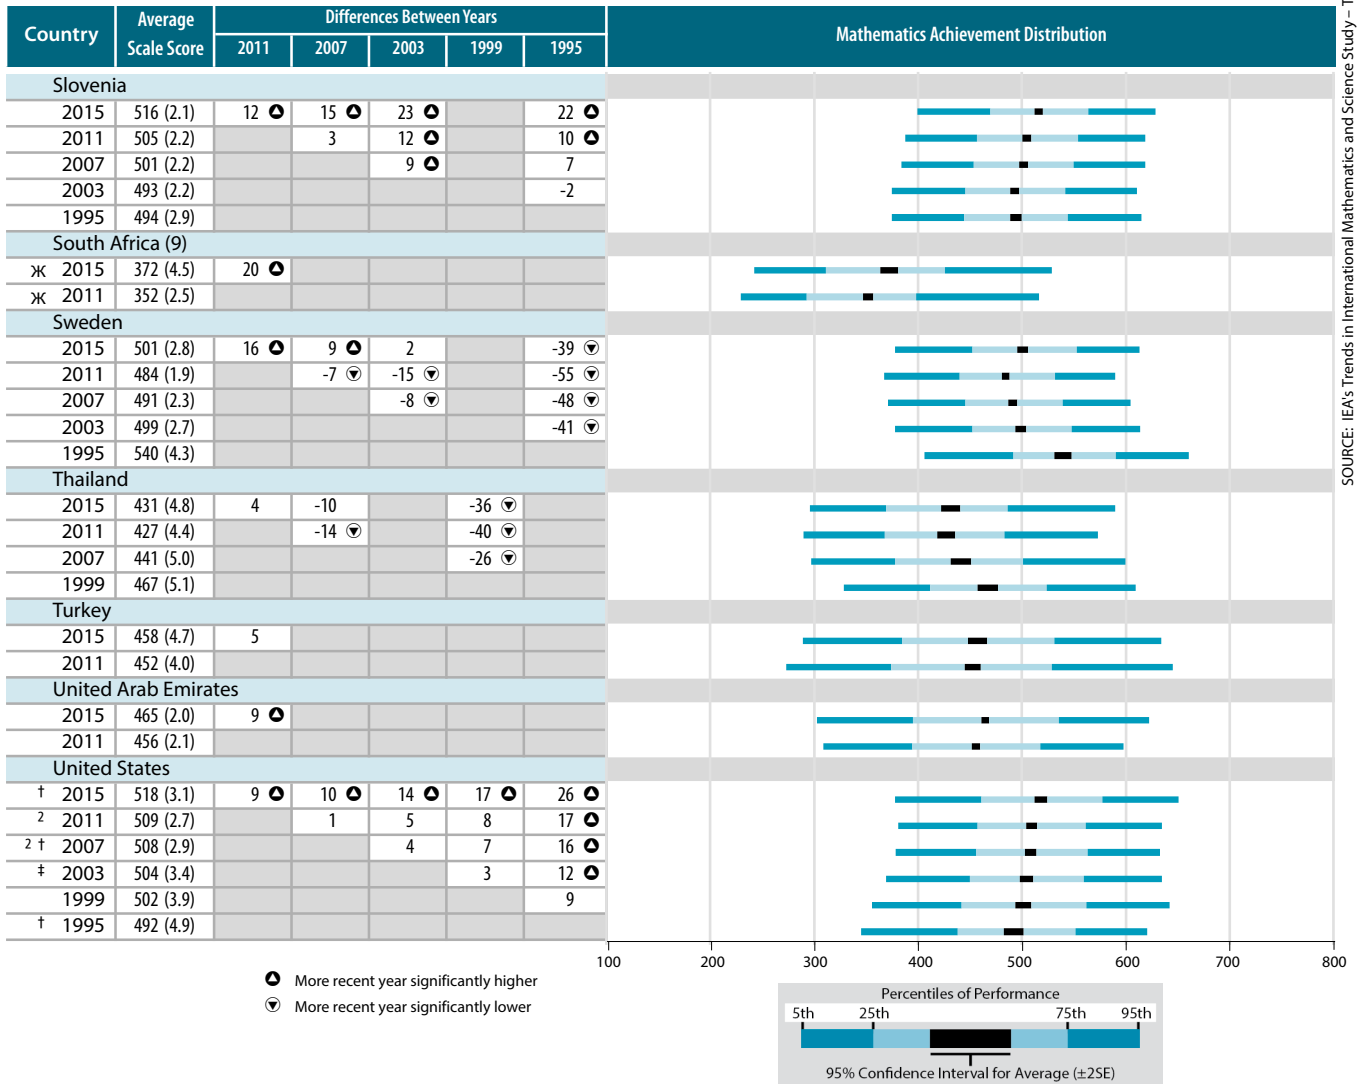 Country Average Scale Score Differences Between Years Mathematics Achievement Distribution
2011 2007 2003 1999 1995
Slovenia
2015 516 (2.1) 12 15 23 22
2011 505 (2.2) 3 12 10
2007 501 (2.2) 9 7
2003 493 (2.2) -2
1995 494 (2.9)
South Africa (9)
Ж 2015 372 (4.5) 20
Ж 2011 352 (2.5)
Sweden
2015 501 (2.8) 16 9 2 -39
2011 484 (1.9) -7 -15 -55
2007 491 (2.3) -8 -48
2003 499 (2.7) -41
1995 540 (4.3)
Thailand
2015 431 (4.8) 4 -10 -36
2011 427 (4.4) -14 -40
2007 441 (5.0) -26
1999 467 (5.1)
Turkey
2015 458 (4.7) 5
2011 452 (4.0)
United Arab Emirates
2015 465 (2.0) 9
2011 456 (2.1)
United States
† 2015 518 (3.1) 9 10 14 17 26
2 2011 509 (2.7) 1 5 8 17
2 † 2007 508 (2.9) 4 7 16
‡ 2003 504 (3.4) 3 12
1999 502 (3.9) 9
† 1995 492 (4.9)
100 200 300 400 500 600 700 800
More recent year significantly higher
More recent year significantly lower
Percentiles of Performance
5th 25th 75th 95th
95% Confidence Interval for Average (±2SE)
SOURCE: IEA's Trends in International Mathematics and Science Study – T